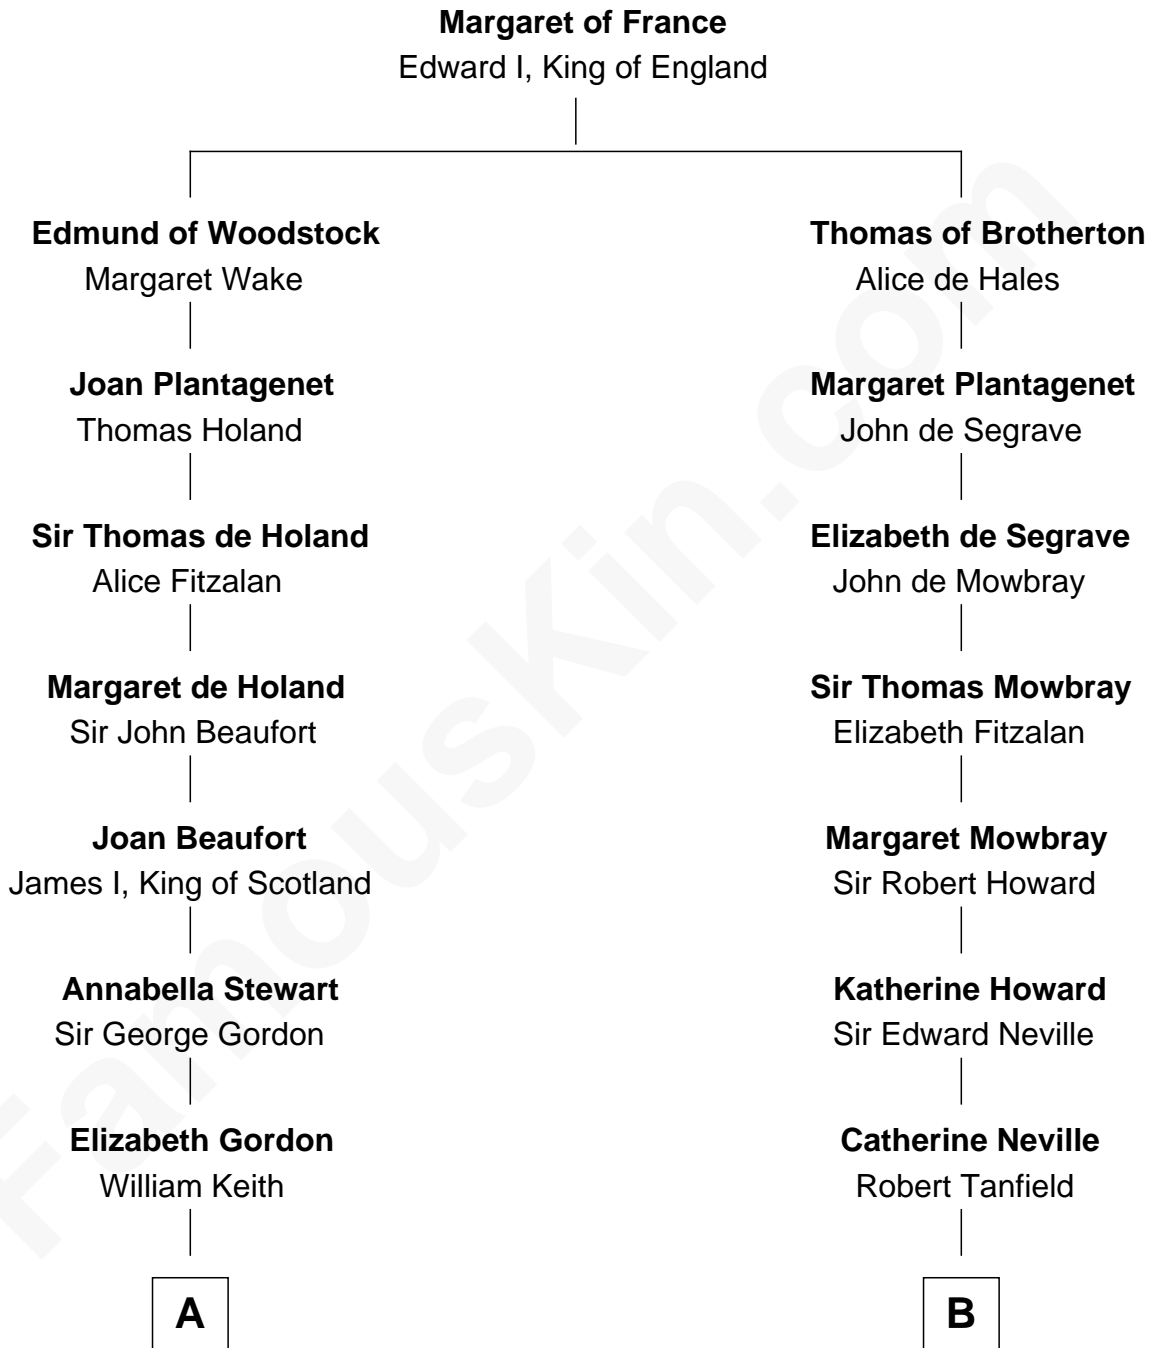 Margaret of France
Edward I, King of England
Edmund of Woodstock
Margaret Wake
Thomas of Brotherton
Alice de Hales
Joan Plantagenet
Thomas Holand
Margaret Plantagenet
John de Segrave
Sir Thomas de Holand
Alice Fitzalan
Elizabeth de Segrave
John de Mowbray
Margaret de Holand
Sir John Beaufort
Sir Thomas Mowbray
Elizabeth Fitzalan
Joan Beaufort
James I, King of Scotland
Margaret Mowbray
Sir Robert Howard
Annabella Stewart
Sir George Gordon
Katherine Howard
Sir Edward Neville
Elizabeth Gordon
William Keith
Catherine Neville
Robert Tanfield
A
B
FamousKin.com